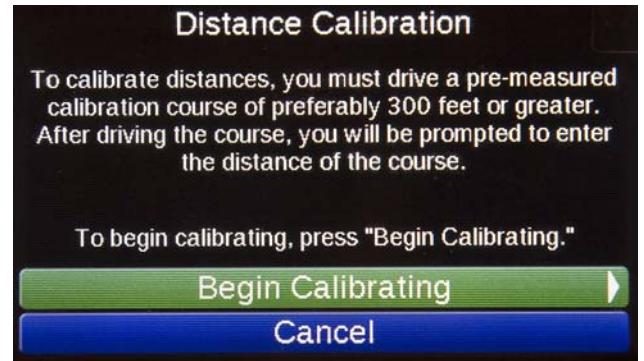 Distance Calibration
To calibrate distances, you must drive a pre-measured
calibration course of preferably 300 feet or greater.
After driving the course, you will be prompted to enter
the distance of the course.
To begin calibrating, press "Begin Calibrating."
Begin Calibrating
Cancel